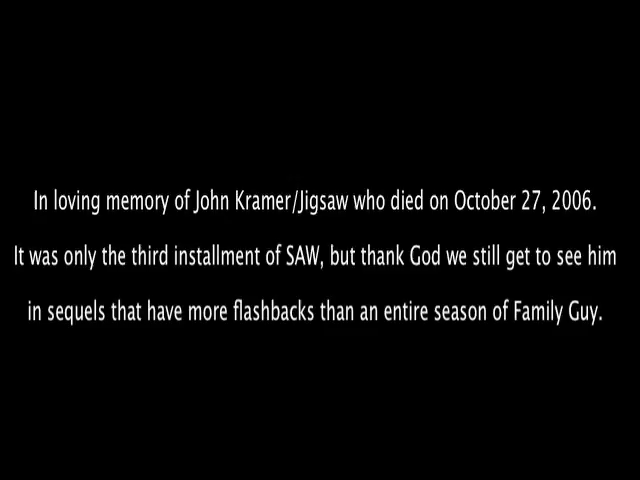 In loving memory of John Kramer/Jigsaw who died on October 27, 2006.
It was only the third installment of SAW, but thank God we still get to see him
in sequels that have more flashbacks than an entire season of Family Guy.